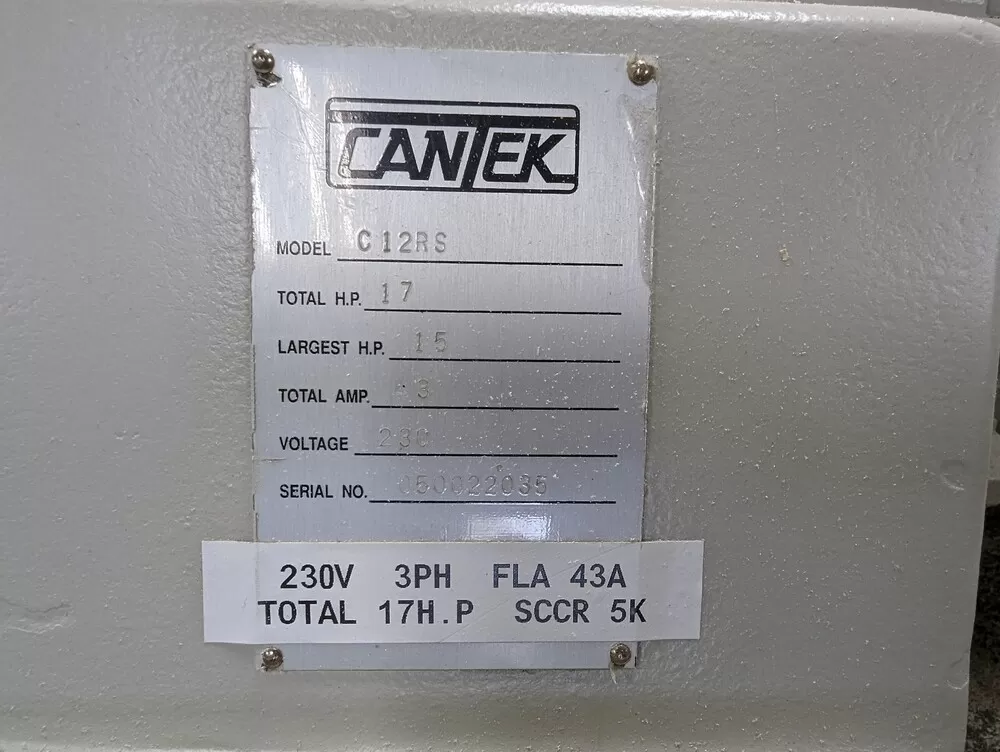 CANTEK
MODEL C12RS
TOTAL H.P. 17
LARGEST H.P. 15
TOTAL AMP.
VOLTAGE 230
SERIAL NO.
230V 3PH FLA 43A
TOTAL 17H.P SCCR 5K